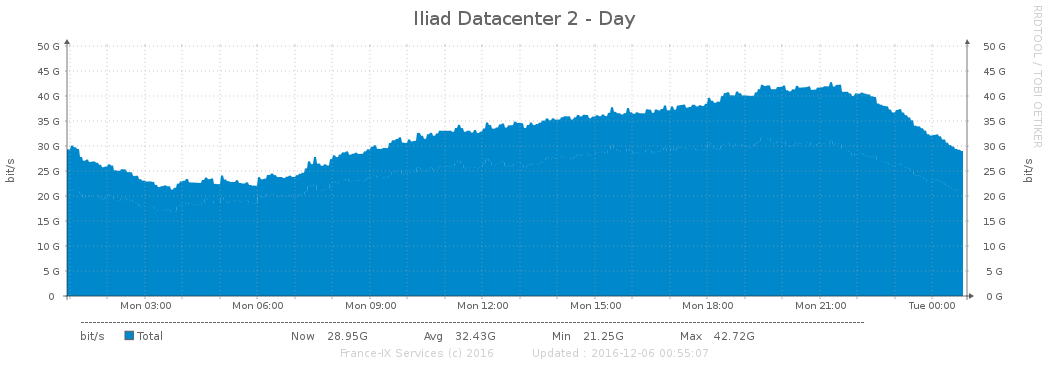 Iliad Datacenter 2 - Day
RRDTOOL / TOBI OETIKER
bit/s
bit/s
50 G 50 G
45 G 45 G
40 G 40 G
35 G 35 G
30 G 30 G
25 G 25 G
20 G 20 G
15 G 15 G
10 G 10 G
5 G 5 G
0 0 G
Mon 03:00 Mon 06:00 Mon 09:00 Mon 12:00 Mon 15:00 Mon 18:00 Mon 21:00 Tue 00:00
bit/s Total Now 28.95G Avg 32.43G Min 21.25G Max 42.72G
France-IX Services (c) 2016 Updated : 2016-12-06 00:55:07